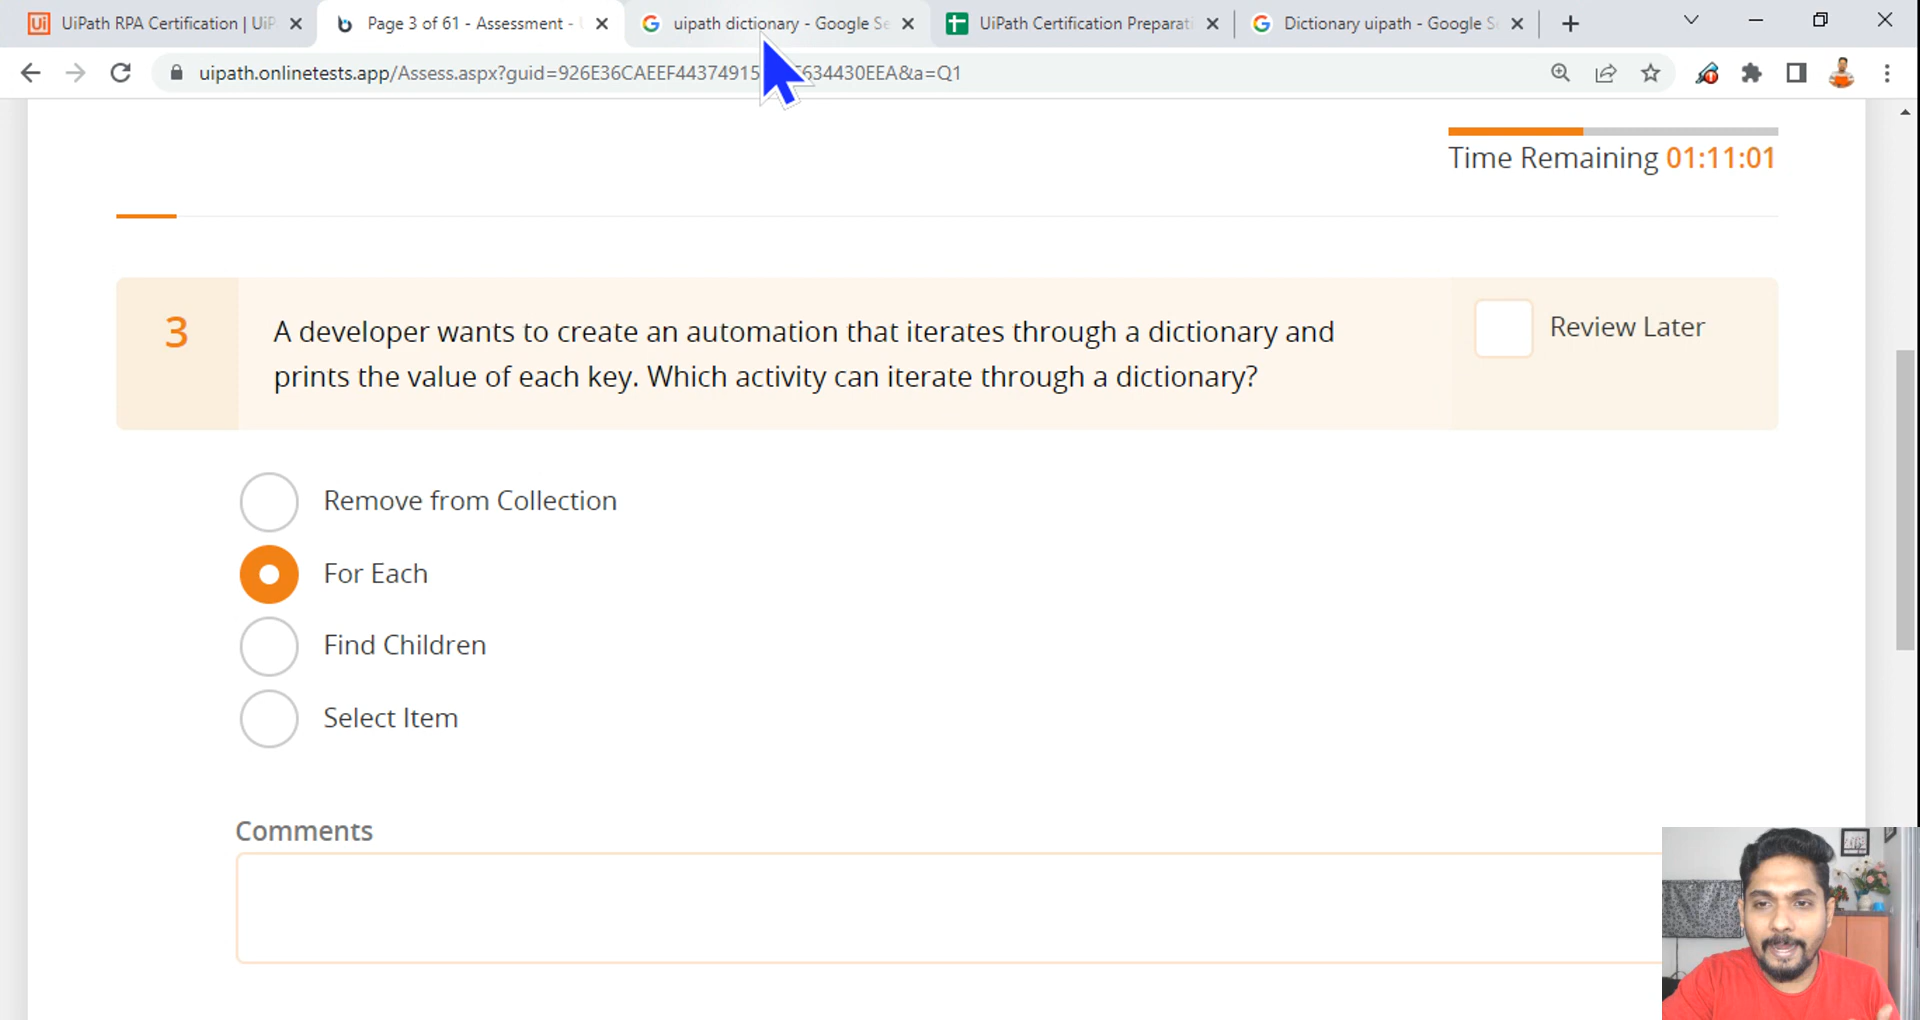 UiPath RPA Certification | UiP
Page 3 of 61 - Assessment -
uipath dictionary - Google Se
UiPath Certification Preparati
Dictionary uipath - Google S
uipath.onlinetests.app/Assess.aspx?guid=926E36CAEEF44374915 634430EEA&a=Q1
Time Remaining 01:11:01
3
A developer wants to create an automation that iterates through a dictionary and
prints the value of each key. Which activity can iterate through a dictionary?
Review Later
Remove from Collection
For Each
Find Children
Select Item
Comments